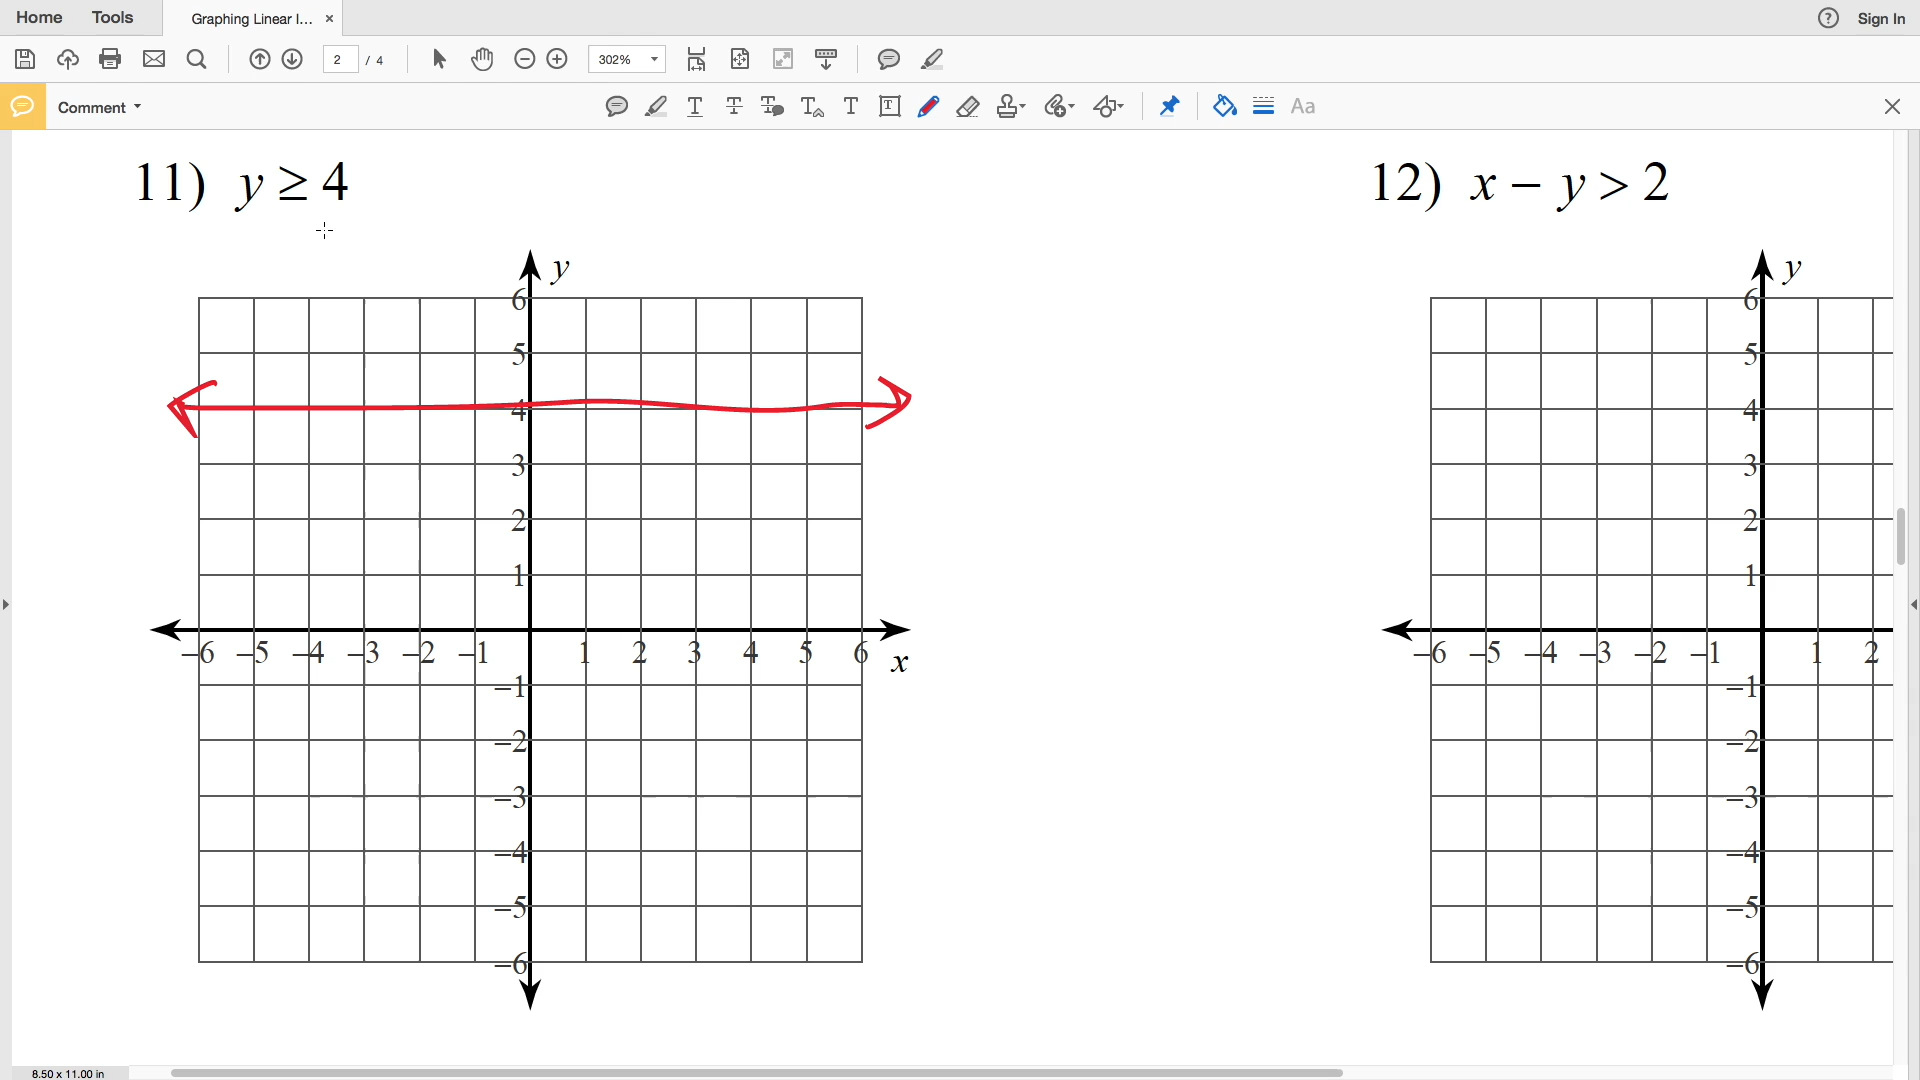 Home Tools Graphing Linear I... × ? Sign In
2 / 4 302%
Comment T T T T T T Aa
11) y ≥ 4 12) x − y > 2
y y
6 6
5 5
4 4
3 3
2 2
1 1
−6 −5 −4 −3 −2 −1 1 2 3 4 5 6 x −6 −5 −4 −3 −2 −1 1 2
−1 −1
−2 −2
−3 −3
−4 −4
−5 −5
−6 −6
8.50 x 11.00 in